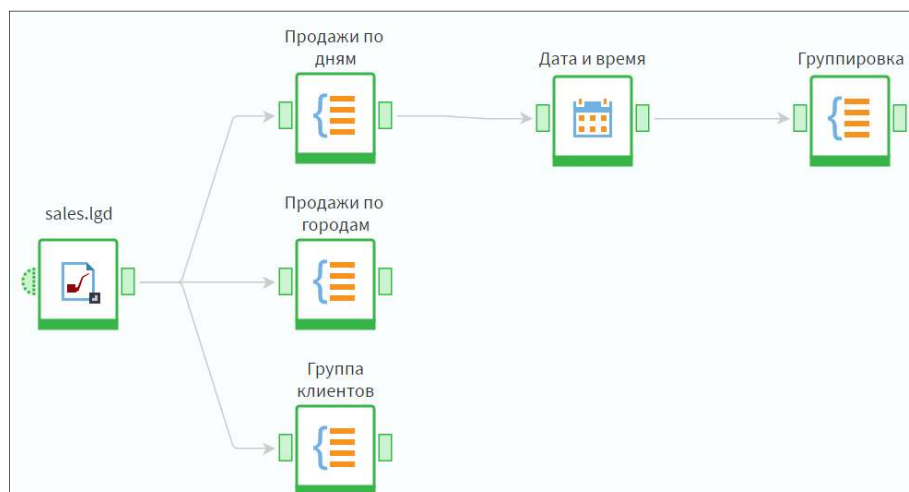 Продажи по
дням
Дата и время
Группировка
sales.lgd
Продажи по
городам
Группа
клиентов